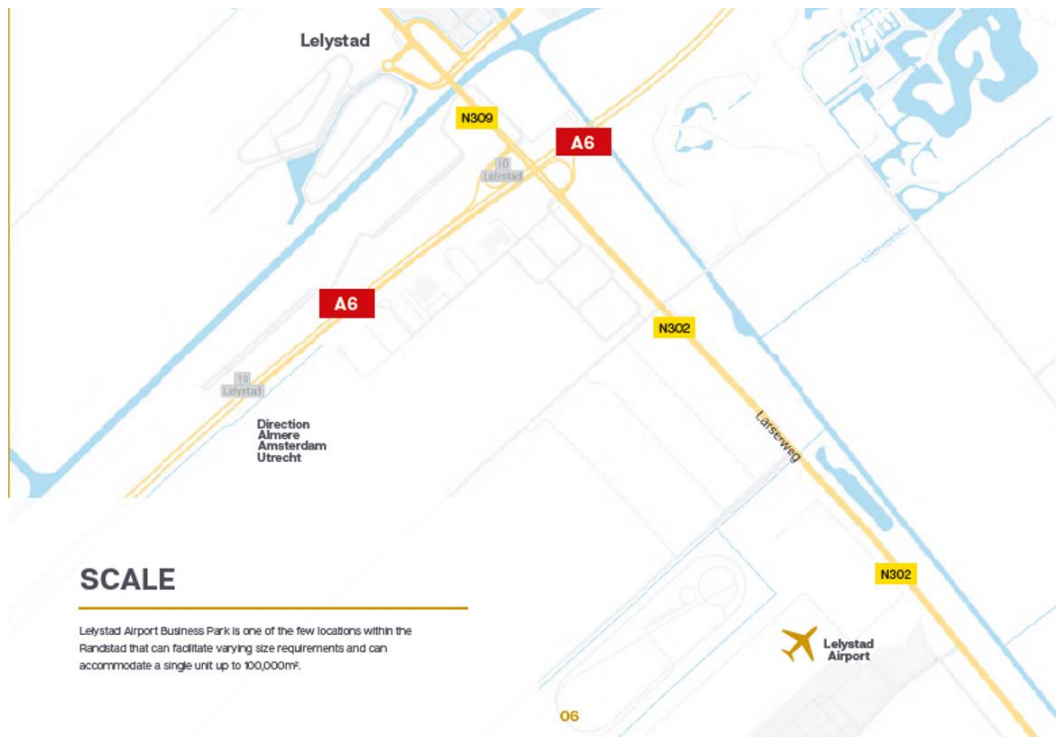 Lelystad
N309
A6
10
Lelystad
A6
N302
10
Lelystad
Direction
Almere
Amsterdam
Utrecht
Larserweg
N302
SCALE
Lelystad Airport Business Park is one of the few locations within the
Randstad that can facilitate varying size requirements and can
accommodate a single unit up to 100,000m².
Lelystad
Airport
06